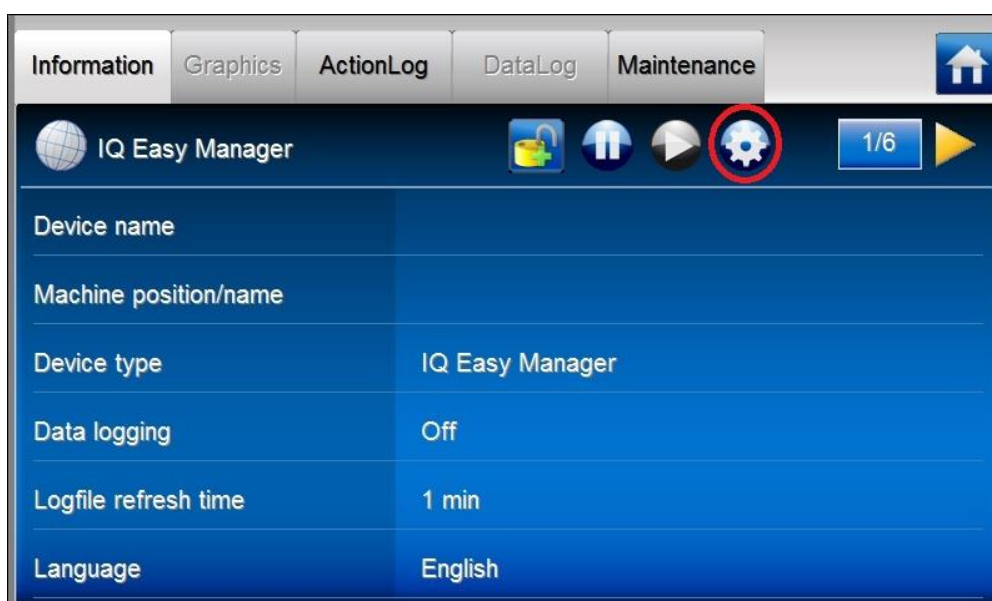 Information Graphics ActionLog DataLog Maintenance
IQ Easy Manager 1/6
Device name
Machine position/name
Device type IQ Easy Manager
Data logging Off
Logfile refresh time 1 min
Language English